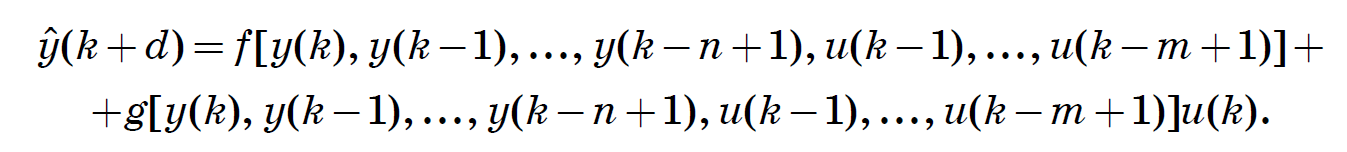 ŷ(k+d)=f[y(k), y(k−1),…, y(k−n+1), u(k−1),…, u(k−m+1)]+
+g[y(k), y(k−1),…, y(k−n+1), u(k−1),…, u(k−m+1)]u(k).